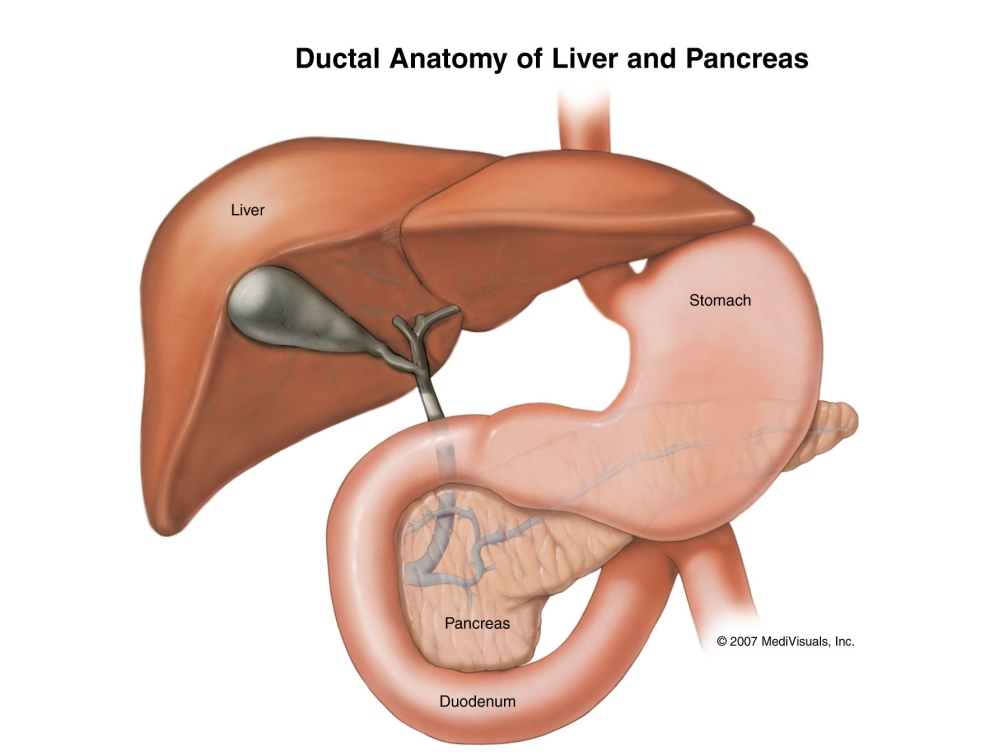 Ductal Anatomy of Liver and Pancreas
Liver
Stomach
Pancreas
© 2007 MediVisuals, Inc.
Duodenum